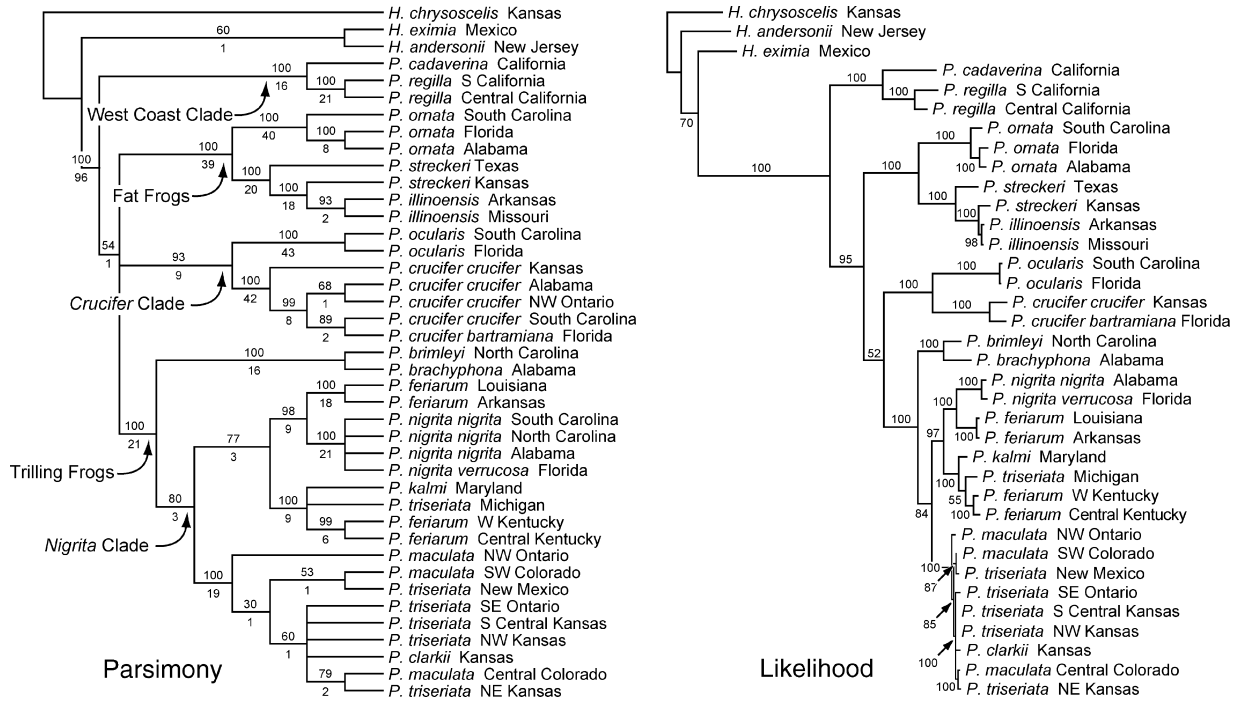 H. chrysoscelis Kansas
60
H. eximia Mexico
1
H. andersonii New Jersey
100
P. cadaverina California
16
100
P. regilla S California
21
P. regilla Central California
West Coast Clade
100
P. ornata South Carolina
40
100
P. ornata Florida
8
P. ornata Alabama
100
39
P. streckeri Texas
100
20
100
P. streckeri Kansas
18
93
P. illinoensis Arkansas
2
P. illinoensis Missouri
Fat Frogs
100
96
100
P. ocularis South Carolina
43
P. ocularis Florida
54
1
93
9
P. crucifer crucifer Kansas
100
42
68
P. crucifer crucifer Alabama
1
P. crucifer crucifer NW Ontario
99
8
89
P. crucifer crucifer South Carolina
2
P. crucifer bartramiana Florida
Crucifer Clade
100
P. brimleyi North Carolina
16
P. brachyphona Alabama
100
P. feriarum Louisiana
18
P. feriarum Arkansas
98
9
P. nigrita nigrita South Carolina
100
P. nigrita nigrita North Carolina
21
P. nigrita nigrita Alabama
P. nigrita verrucosa Florida
77
3
100
21
Trilling Frogs
P. kalmi Maryland
100
P. triseriata Michigan
9
99
P. feriarum W Kentucky
6
P. feriarum Central Kentucky
80
3
Nigrita Clade
P. maculata NW Ontario
100
19
53
P. maculata SW Colorado
1
P. triseriata New Mexico
30
1
P. triseriata SE Ontario
P. triseriata S Central Kansas
60
P. triseriata NW Kansas
1
P. clarkii Kansas
79
P. maculata Central Colorado
2
P. triseriata NE Kansas
Parsimony
H. chrysoscelis Kansas
H. andersonii New Jersey
H. eximia Mexico
70
100
100
P. cadaverina California
100
P. regilla S California
P. regilla Central California
100
P. ornata South Carolina
P. ornata Florida
100
P. ornata Alabama
100
100
P. streckeri Texas
P. streckeri Kansas
100
P. illinoensis Arkansas
98
P. illinoensis Missouri
95
100
P. ocularis South Carolina
P. ocularis Florida
100
100
P. crucifer crucifer Kansas
P. crucifer bartramiana Florida
52
100
P. brimleyi North Carolina
P. brachyphona Alabama
100
P. nigrita nigrita Alabama
P. nigrita verrucosa Florida
100
P. feriarum Louisiana
100
P. feriarum Arkansas
100
97
P. kalmi Maryland
100
P. triseriata Michigan
55
P. feriarum W Kentucky
100
P. feriarum Central Kentucky
84
P. maculata NW Ontario
P. maculata SW Colorado
100
P. triseriata New Mexico
87
P. triseriata SE Ontario
P. triseriata S Central Kansas
85
P. triseriata NW Kansas
P. clarkii Kansas
100
P. maculata Central Colorado
100
P. triseriata NE Kansas
Likelihood